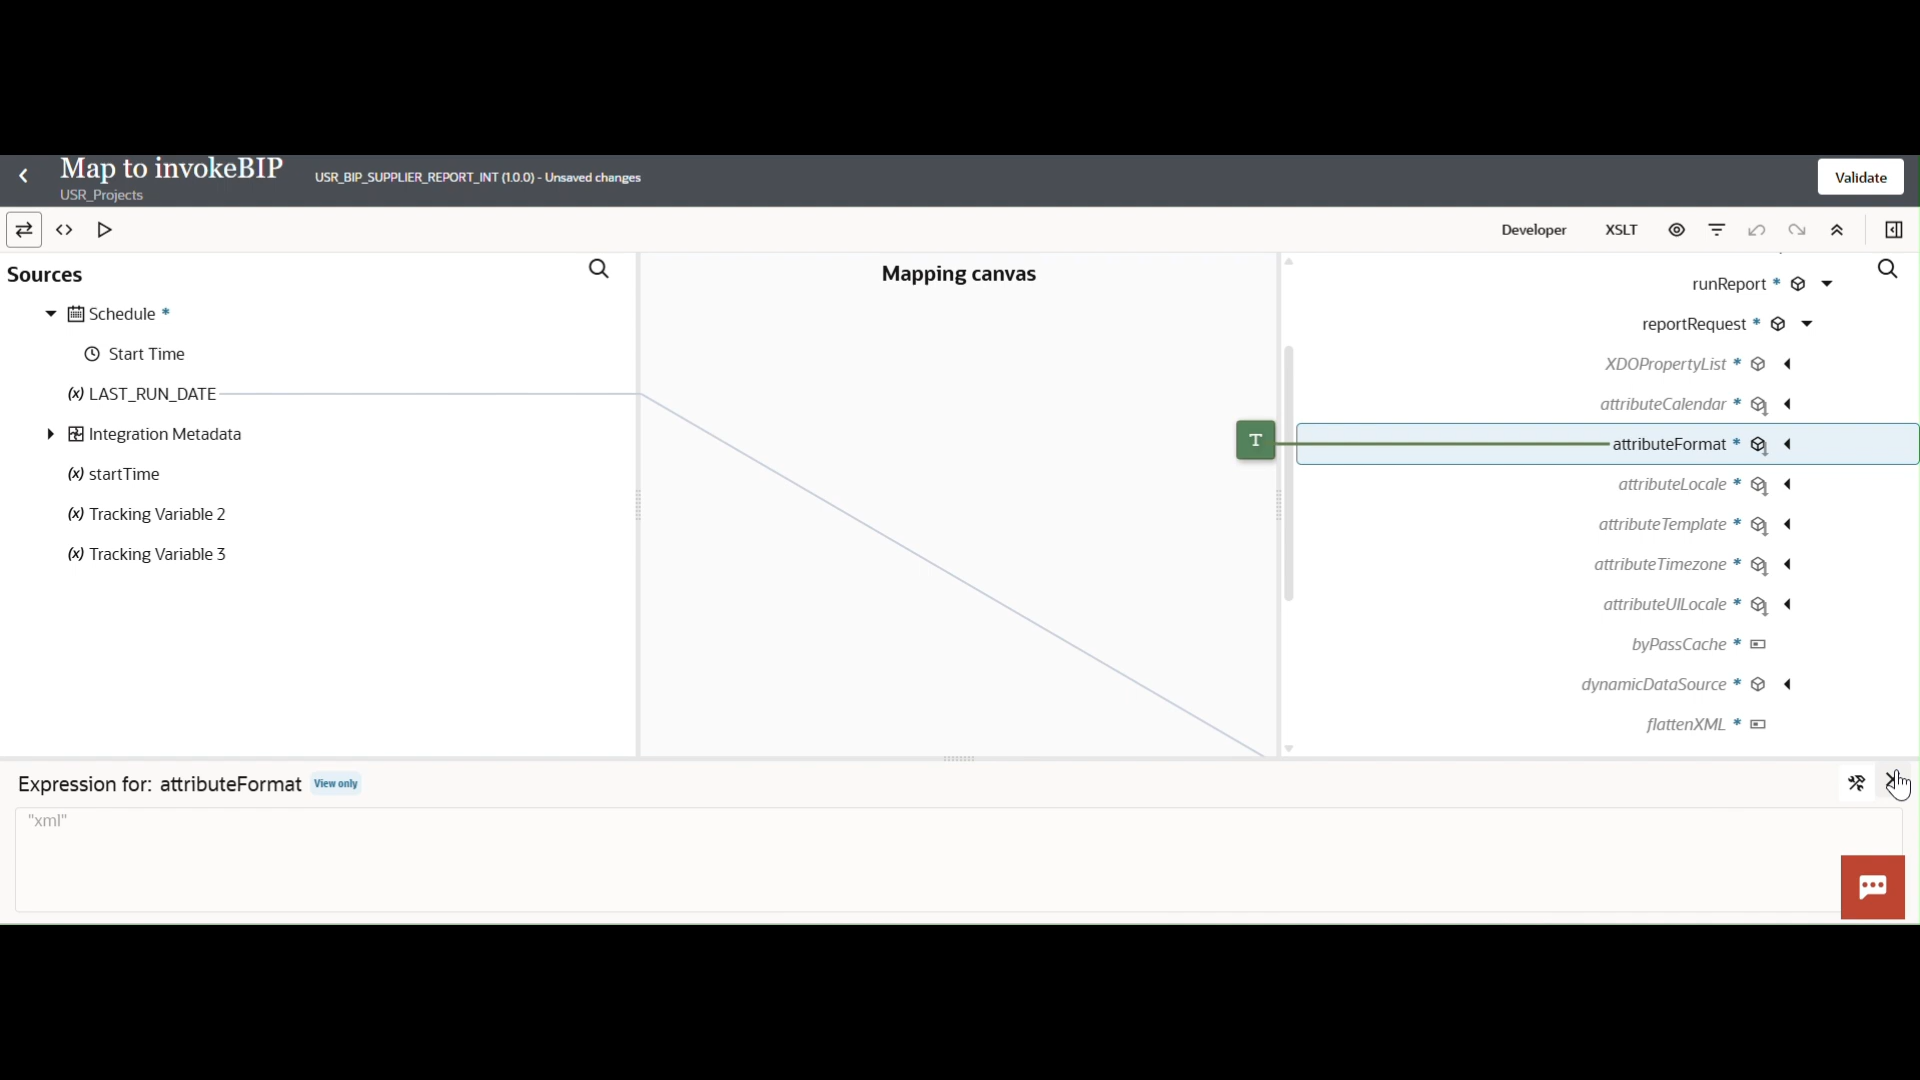 Map to invokeBIP
USR_Projects
USR_BIP_SUPPLIER_REPORT_INT (1.0.0) - Unsaved changes
Validate
Developer
XSLT
Sources
Schedule *
Start Time
(x) LAST_RUN_DATE
Integration Metadata
(x) startTime
(x) Tracking Variable 2
(x) Tracking Variable 3
Mapping canvas
T
runReport *
reportRequest *
XDOPropertyList *
attributeCalendar *
attributeFormat *
attributeLocale *
attributeTemplate *
attributeTimezone *
attributeUILocale *
byPassCache *
dynamicDataSource *
flattenXML *
Expression for: attributeFormat View only
"xml"